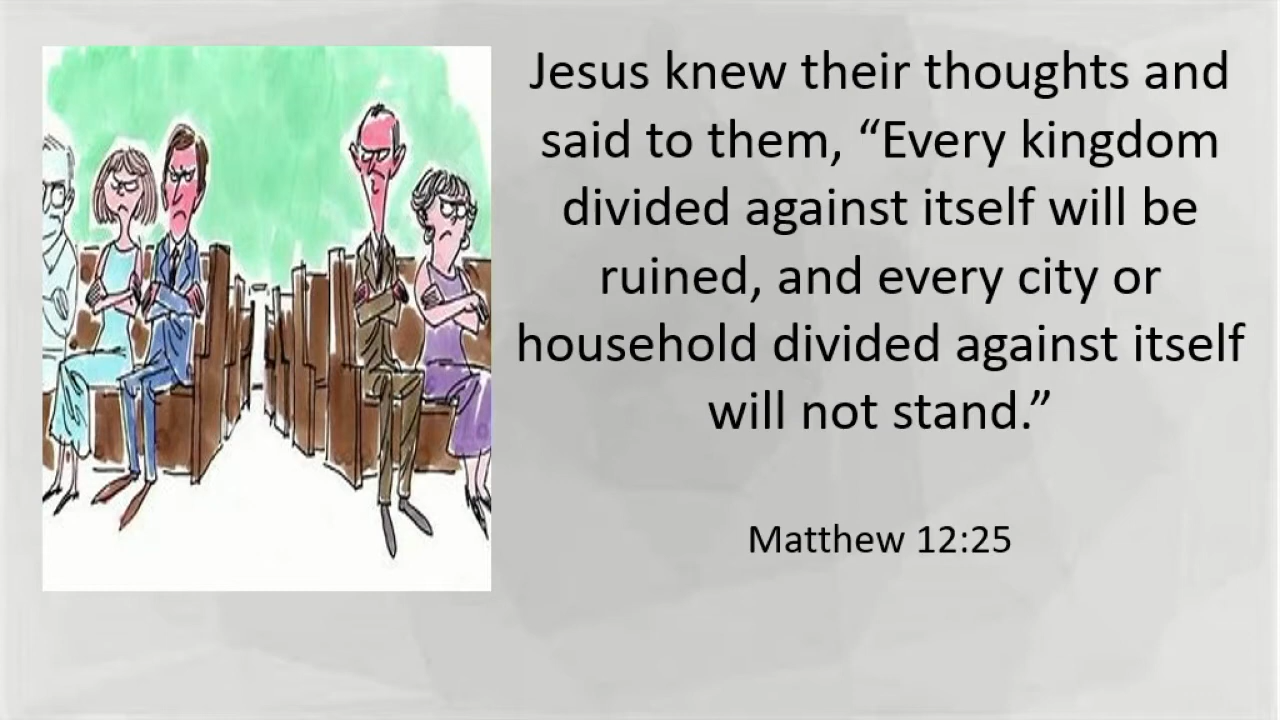 Jesus knew their thoughts and
said to them, “Every kingdom
divided against itself will be
ruined, and every city or
household divided against itself
will not stand.”
Matthew 12:25